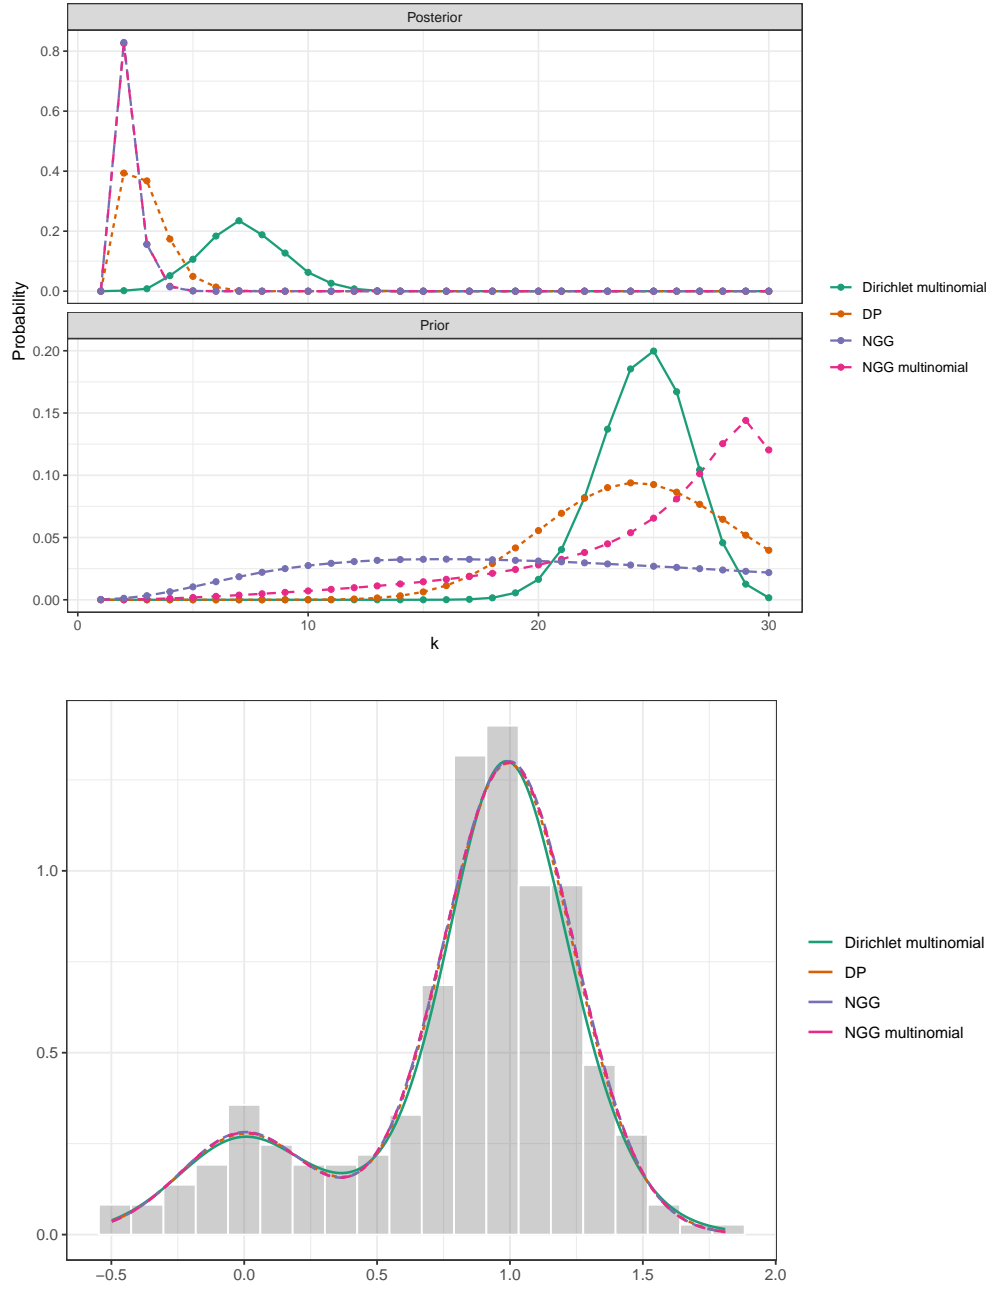 Posterior
0.8
0.6
0.4
0.2
0.0
Prior
0.20
0.15
0.10
0.05
0.00
0 10 20 30
k
Probability
Dirichlet multinomial
DP
NGG
NGG multinomial
1.0
0.5
0.0
−0.5 0.0 0.5 1.0 1.5 2.0
Dirichlet multinomial
DP
NGG
NGG multinomial